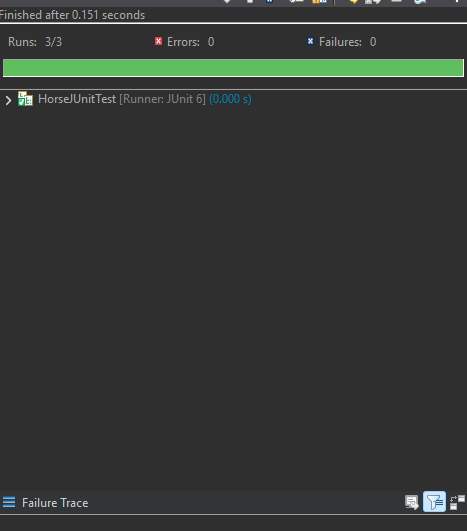 Finished after 0.151 seconds
Runs: 3/3 Errors: 0 Failures: 0
HorseJUnitTest [Runner: JUnit 6] (0.000 s)
Failure Trace